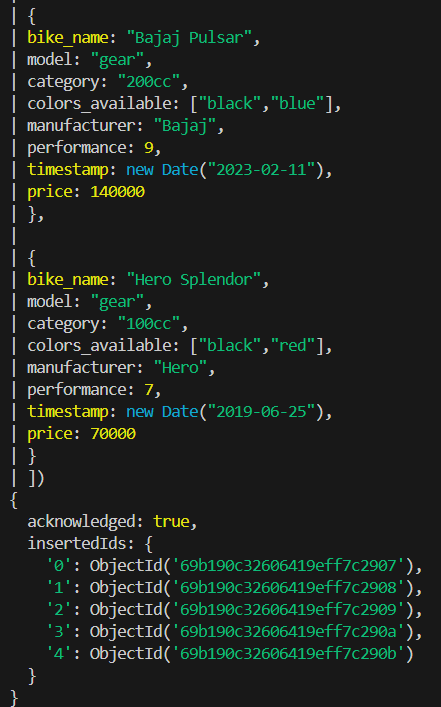 |
| {
| bike_name: "Bajaj Pulsar",
| model: "gear",
| category: "200cc",
| colors_available: ["black","blue"],
| manufacturer: "Bajaj",
| performance: 9,
| timestamp: new Date("2023-02-11"),
| price: 140000
| },
|
| {
| bike_name: "Hero Splendor",
| model: "gear",
| category: "100cc",
| colors_available: ["black","red"],
| manufacturer: "Hero",
| performance: 7,
| timestamp: new Date("2019-06-25"),
| price: 70000
| }
| ])
{
  acknowledged: true,
  insertedIds: {
    '0': ObjectId('69b190c32606419eff7c2907'),
    '1': ObjectId('69b190c32606419eff7c2908'),
    '2': ObjectId('69b190c32606419eff7c2909'),
    '3': ObjectId('69b190c32606419eff7c290a'),
    '4': ObjectId('69b190c32606419eff7c290b')
  }
}